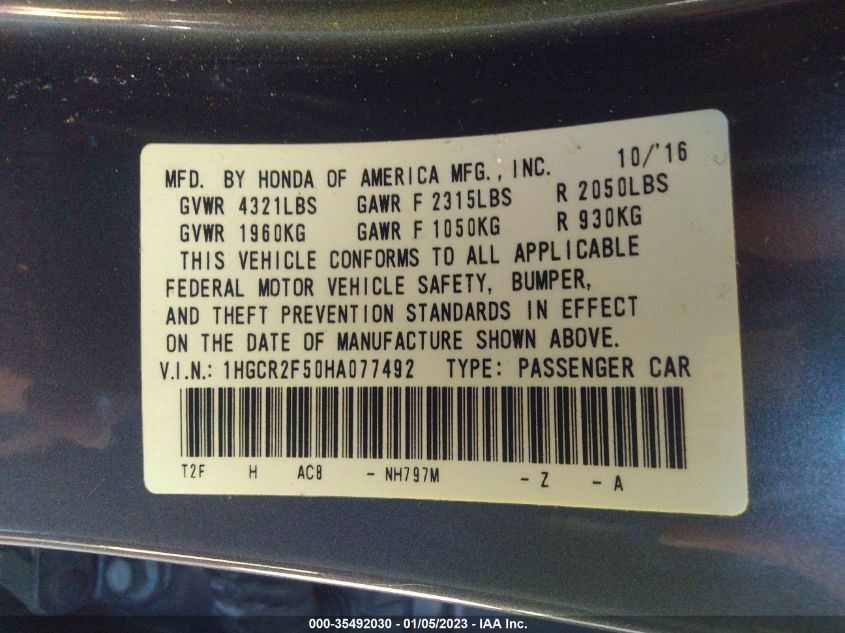 10/'16
MFD. BY HONDA OF AMERICA MFG., INC.
GVWR 4321LBS GAWR F 2315LBS R 2050LBS
GVWR 1960KG GAWR F 1050KG R 930KG
THIS VEHICLE CONFORMS TO ALL APPLICABLE
FEDERAL MOTOR VEHICLE SAFETY, BUMPER,
AND THEFT PREVENTION STANDARDS IN EFFECT
ON THE DATE OF MANUFACTURE SHOWN ABOVE.
V.I.N.: 1HGCR2F50HA077492 TYPE: PASSENGER CAR
T2F H AC8 - NH797M - Z - A
000-35492030 - 01/05/2023 - IAA Inc.